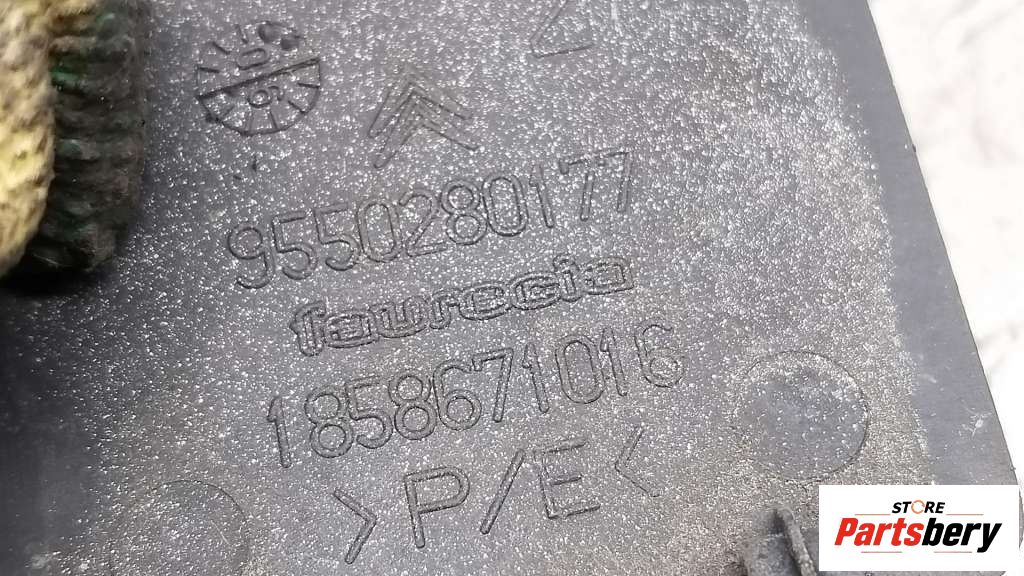 9550280177
faurecia
1858671016
>P/E<
STORE
Partsbery